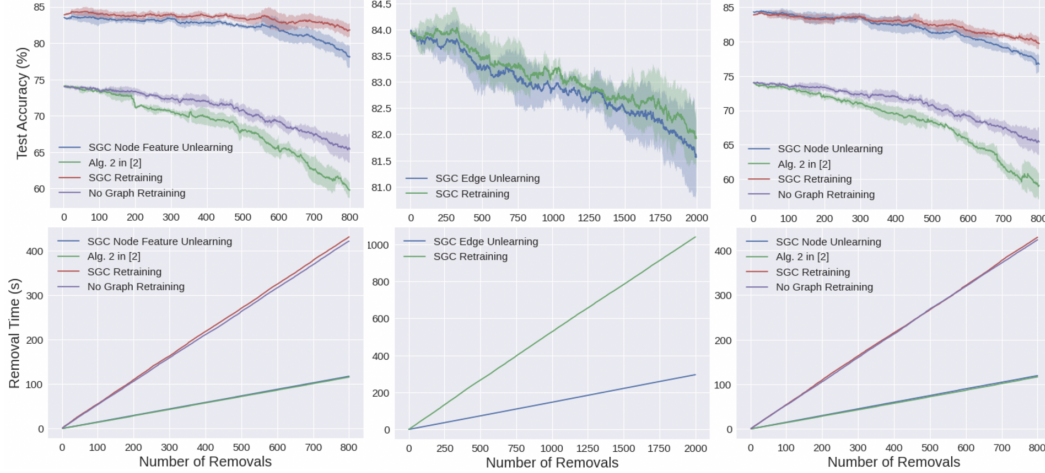 Test Accuracy (%)
85
80
75
70
65
60
SGC Node Feature Unlearning
Alg. 2 in [2]
SGC Retraining
No Graph Retraining
0 100 200 300 400 500 600 700 800
84.5
84.0
83.5
83.0
82.5
82.0
81.5
81.0
SGC Edge Unlearning
SGC Retraining
0 250 500 750 1000 1250 1500 1750 2000
85
80
75
70
65
60
SGC Node Unlearning
Alg. 2 in [2]
SGC Retraining
No Graph Retraining
0 100 200 300 400 500 600 700 800
Removal Time (s)
400
300
200
100
0
SGC Node Feature Unlearning
Alg. 2 in [2]
SGC Retraining
No Graph Retraining
0 100 200 300 400 500 600 700 800
Number of Removals
1000
800
600
400
200
0
SGC Edge Unlearning
SGC Retraining
0 250 500 750 1000 1250 1500 1750 2000
Number of Removals
400
300
200
100
0
SGC Node Unlearning
Alg. 2 in [2]
SGC Retraining
No Graph Retraining
0 100 200 300 400 500 600 700 800
Number of Removals